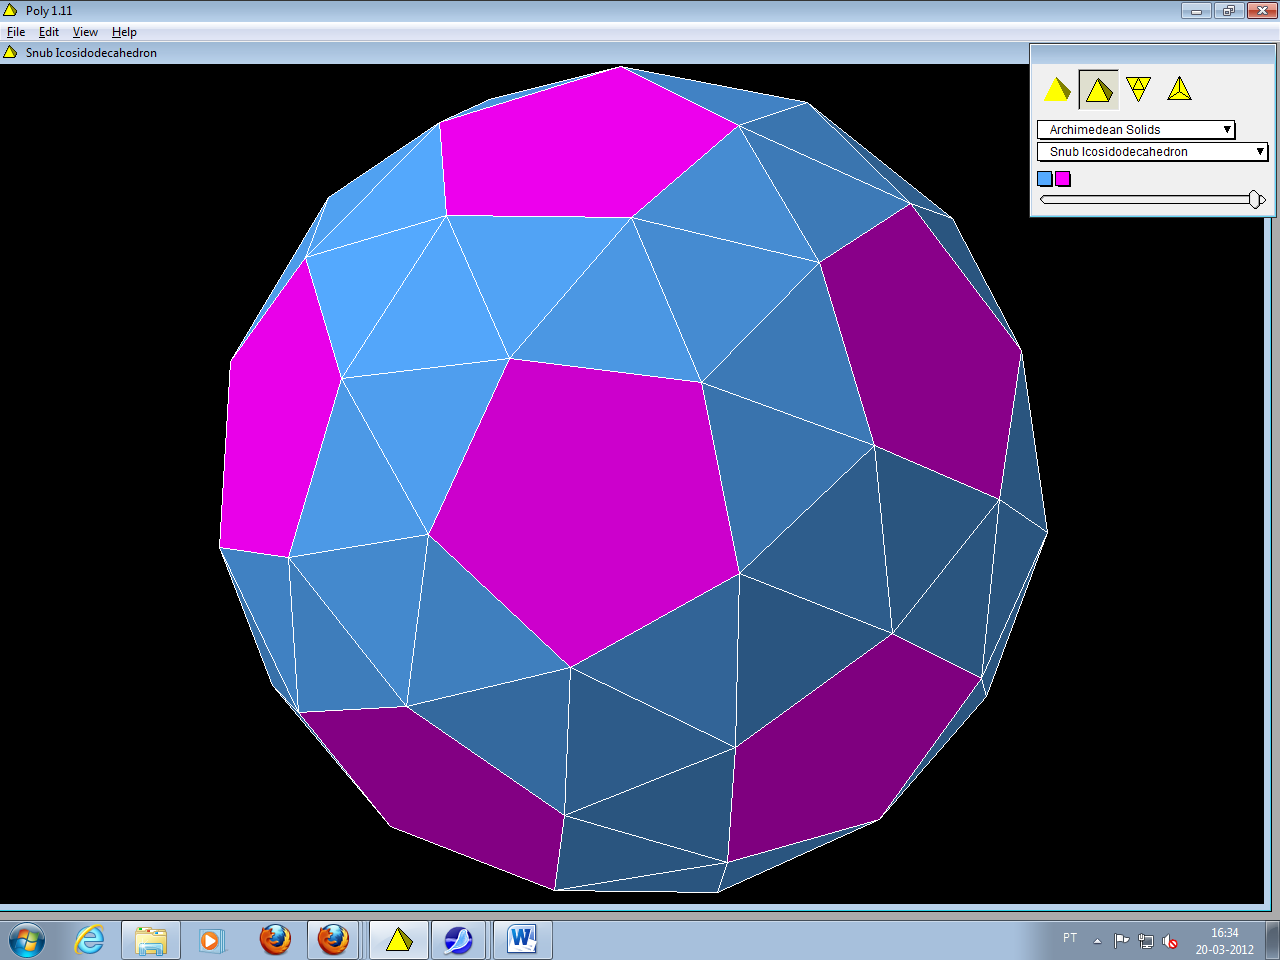 Poly 1.11
File Edit View Help
Snub Icosidodecahedron
Archimedean Solids
Snub Icosidodecahedron
PT
16:34
20-03-2012